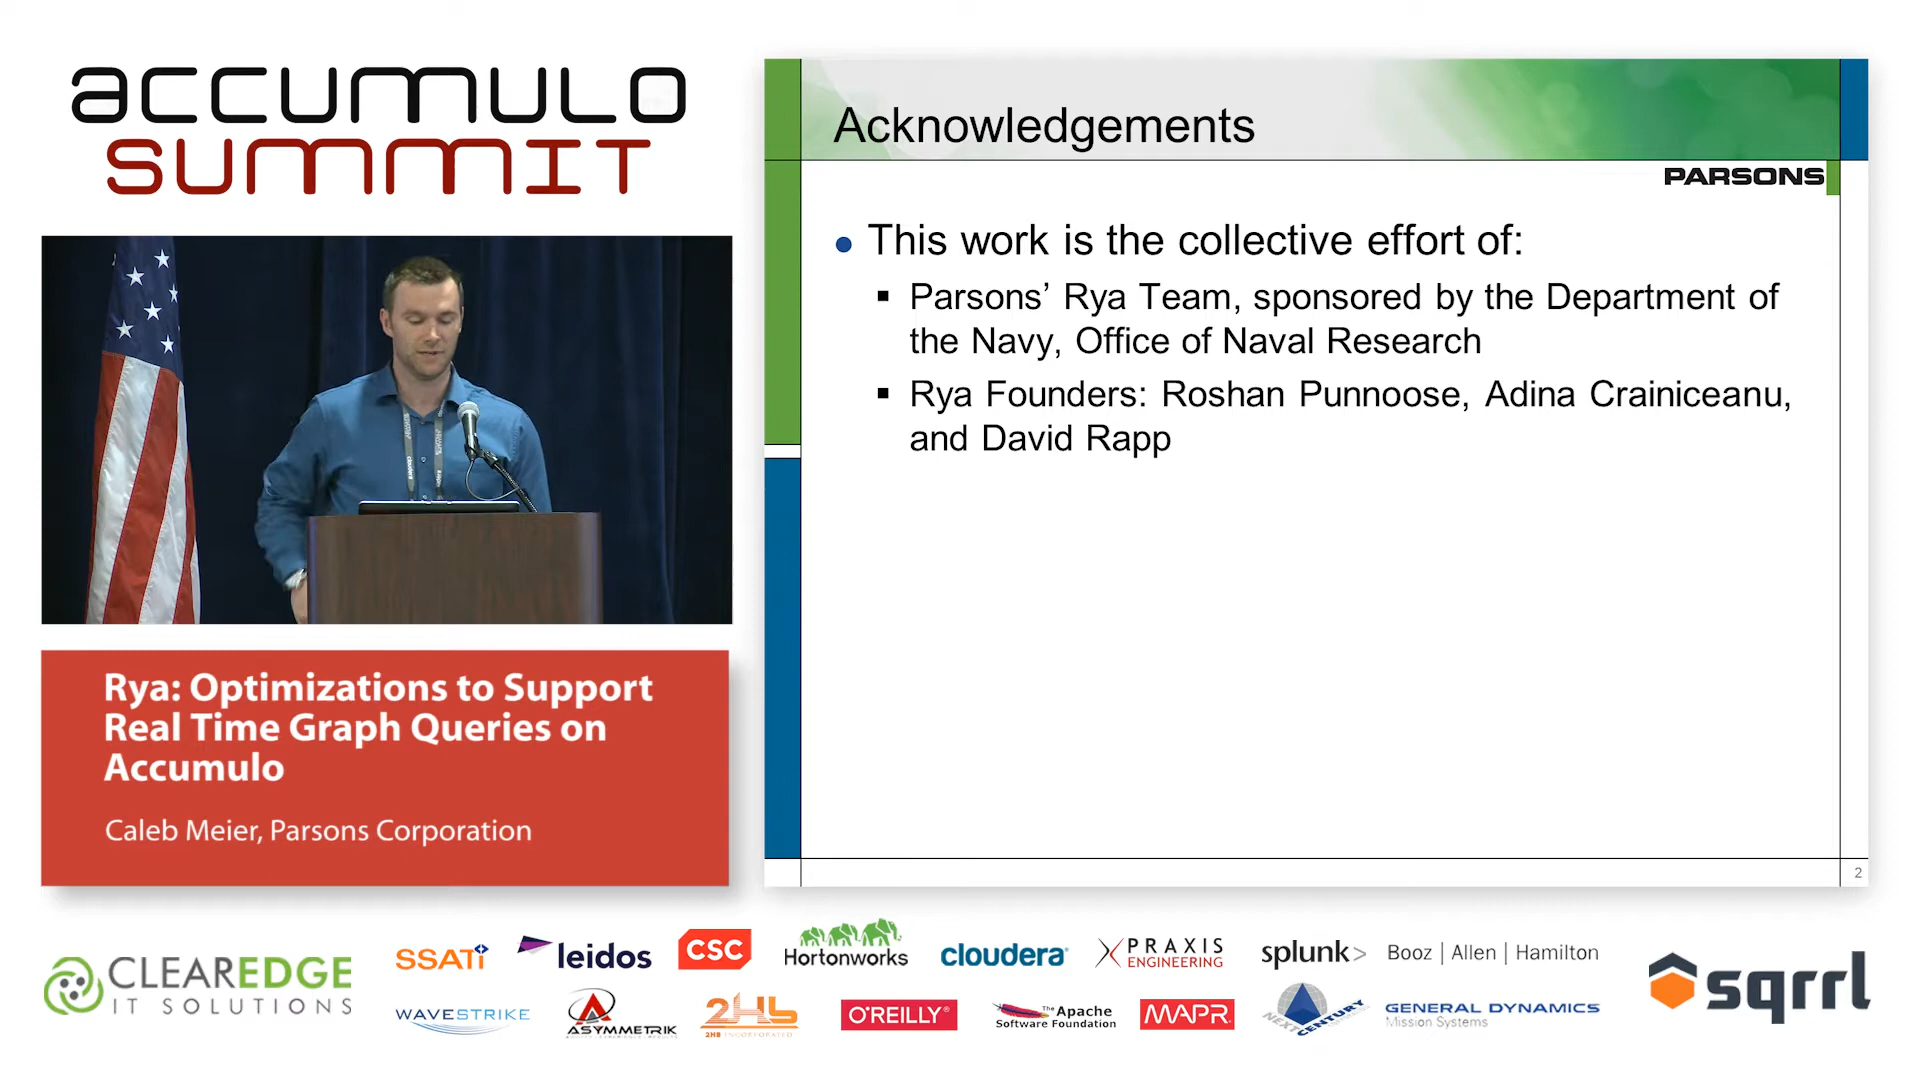 ACCUMULO
SUMMIT
Rya: Optimizations to Support
Real Time Graph Queries on
Accumulo
Caleb Meier, Parsons Corporation
Acknowledgements
PARSONS
• This work is the collective effort of:
▪ Parsons’ Rya Team, sponsored by the Department of
the Navy, Office of Naval Research
▪ Rya Founders: Roshan Punnoose, Adina Crainiceanu,
and David Rapp
2
CLEAREDGE
IT SOLUTIONS
SSATi
leidos
CSC
Hortonworks
cloudera
PRAXIS
ENGINEERING
splunk>
Booz | Allen | Hamilton
WAVESTRIKE
ASYMMETRIK
2HB
2HB INCORPORATED
O'REILLY®
The Apache
Software Foundation
MAPR
NEXT CENTURY
GENERAL DYNAMICS
Mission Systems
sqrrl